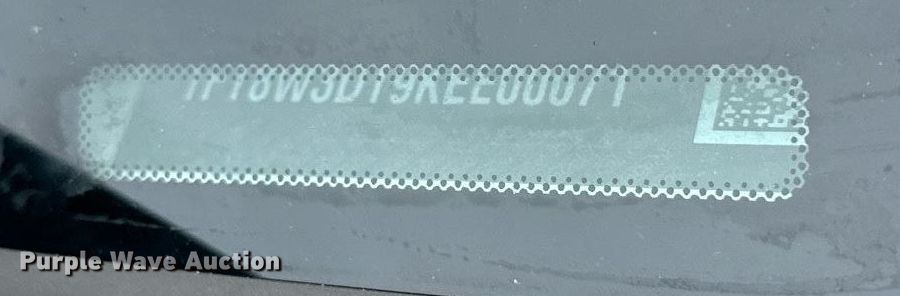 1FT8W3DT9KEE00071
Purple Wave Auction